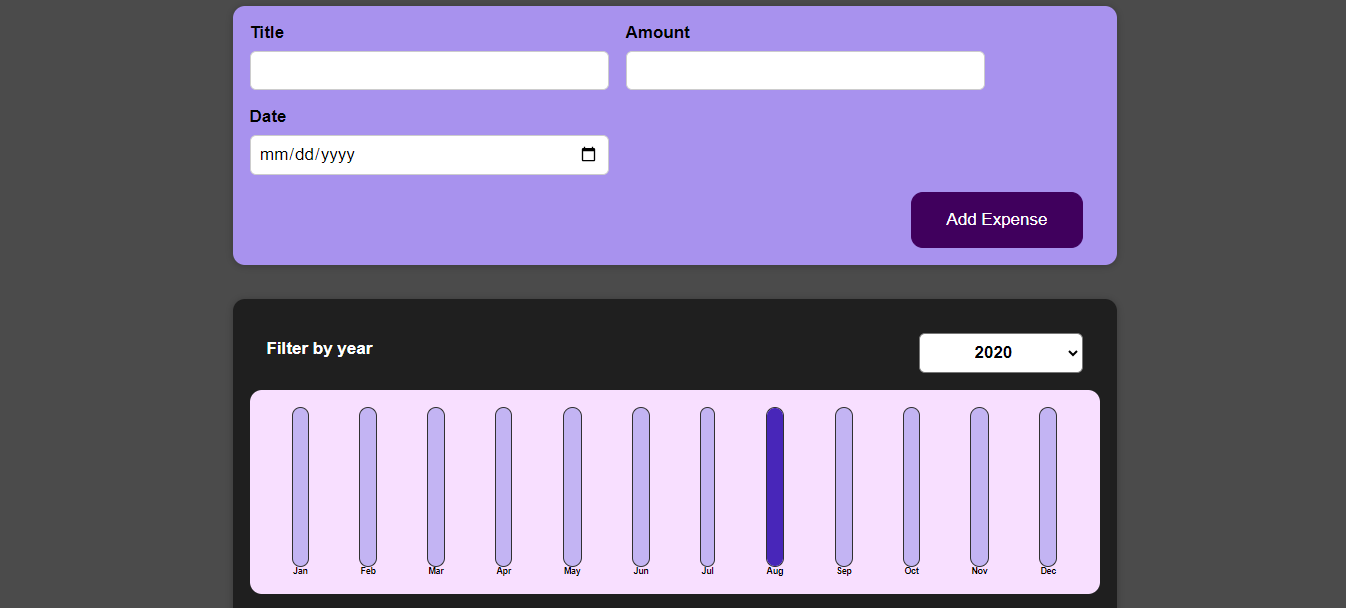 Title
Amount
Date
mm/dd/yyyy
Add Expense
Filter by year
2020
Jan Feb Mar Apr May Jun Jul Aug Sep Oct Nov Dec